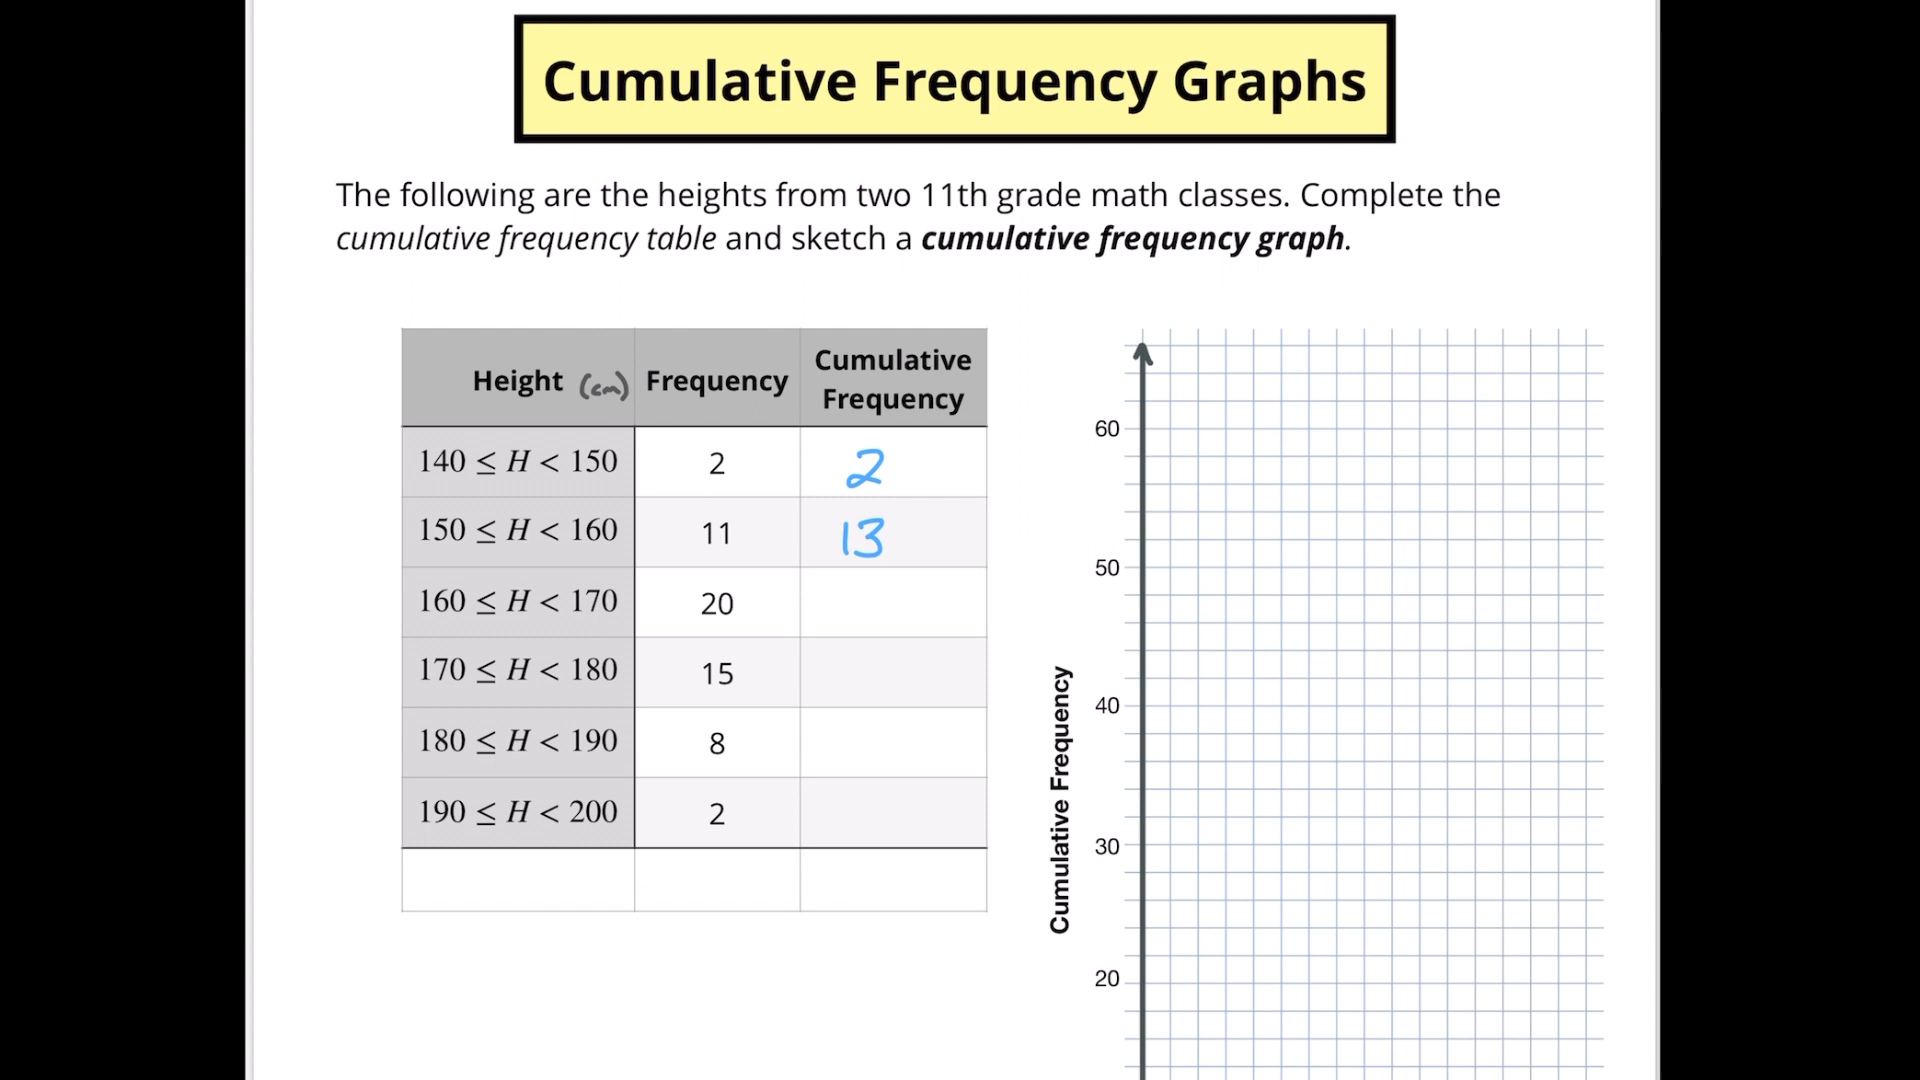 Cumulative Frequency Graphs
The following are the heights from two 11th grade math classes. Complete the
cumulative frequency table and sketch a cumulative frequency graph.
Height (cm) Frequency Cumulative Frequency
140 ≤ H < 150 2 2
150 ≤ H < 160 11 13
160 ≤ H < 170 20
170 ≤ H < 180 15
180 ≤ H < 190 8
190 ≤ H < 200 2
Cumulative Frequency
60
50
40
30
20